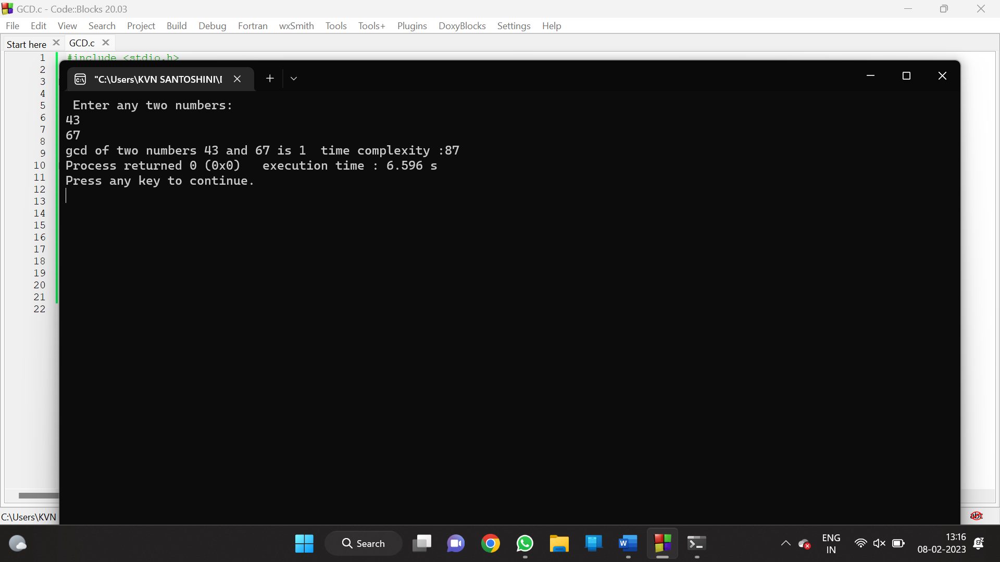 GCD.c - Code::Blocks 20.03
File Edit View Search Project Build Debug Fortran wxSmith Tools Tools+ Plugins DoxyBlocks Settings Help
Start here GCD.c
1 #include <stdio.h>
2
3
4
5
6
7
8
9
10
11
12
13
14
15
16
17
18
19
20
21
22
"C:\Users\KVN SANTOSHINI\
Enter any two numbers:
43
67
gcd of two numbers 43 and 67 is 1  time complexity :87
Process returned 0 (0x0)   execution time : 6.596 s
Press any key to continue.
C:\Users\KVN
abc
Search
ENG
IN
13:16
08-02-2023